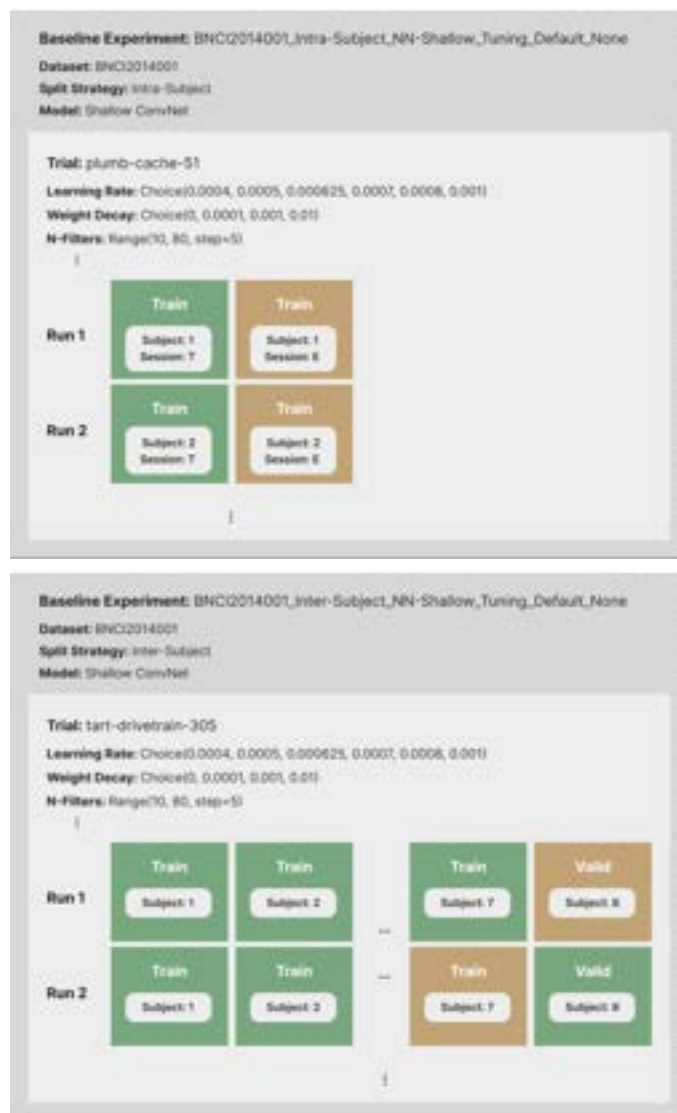 Baseline Experiment: BNCI2014001_Intra-Subject_NN-Shallow_Tuning_Default_None
Dataset: BNCI2014001
Split Strategy: Intra-Subject
Model: Shallow ConvNet
Trial: plumb-cache-51
Learning Rate: Choice(0.0004, 0.0005, 0.000625, 0.0007, 0.0008, 0.001)
Weight Decay: Choice(0, 0.0001, 0.001, 0.01)
N-Filters: Range(10, 80, step=5)
Run 1
Train
Subject: 1
Session: T
Train
Subject: 1
Session: E
Run 2
Train
Subject: 2
Session: T
Train
Subject: 2
Session: E
Baseline Experiment: BNCI2014001_Inter-Subject_NN-Shallow_Tuning_Default_None
Dataset: BNCI2014001
Split Strategy: Inter-Subject
Model: Shallow ConvNet
Trial: tart-drivetrain-305
Learning Rate: Choice(0.0004, 0.0005, 0.000625, 0.0007, 0.0008, 0.001)
Weight Decay: Choice(0, 0.0001, 0.001, 0.01)
N-Filters: Range(10, 80, step=5)
Run 1
Train
Subject: 1
Train
Subject: 2
...
Train
Subject: 7
Valid
Subject: 8
Run 2
Train
Subject: 1
Train
Subject: 2
...
Train
Subject: 7
Valid
Subject: 8